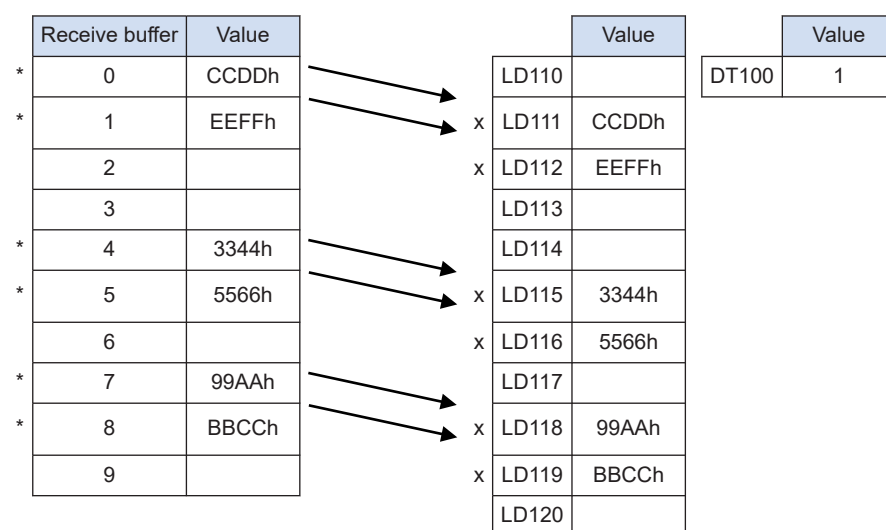 Receive buffer Value Value Value
* 0 CCDDh LD110 DT100 1
* 1 EEFFh x LD111 CCDDh
2 x LD112 EEFFh
3 LD113
* 4 3344h LD114
* 5 5566h x LD115 3344h
6 x LD116 5566h
* 7 99AAh LD117
* 8 BBCCh x LD118 99AAh
9 x LD119 BBCCh
LD120